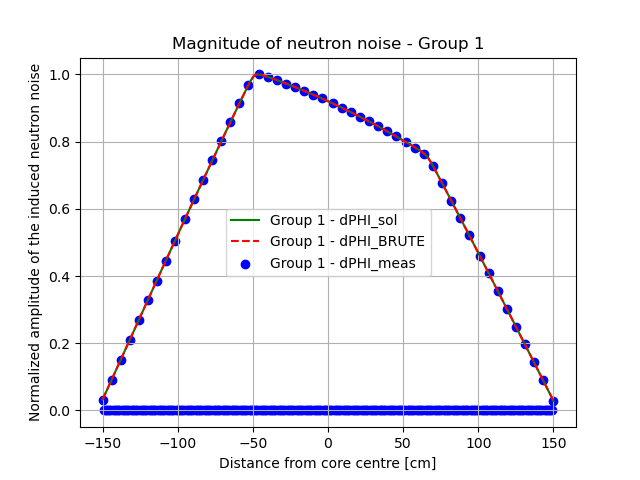 Magnitude of neutron noise - Group 1
Normalized amplitude of the induced neutron noise
1.0
0.8
0.6
0.4
0.2
0.0
Group 1 - dPHI_sol
Group 1 - dPHI_BRUTE
Group 1 - dPHI_meas
−150 −100 −50 0 50 100 150
Distance from core centre [cm]